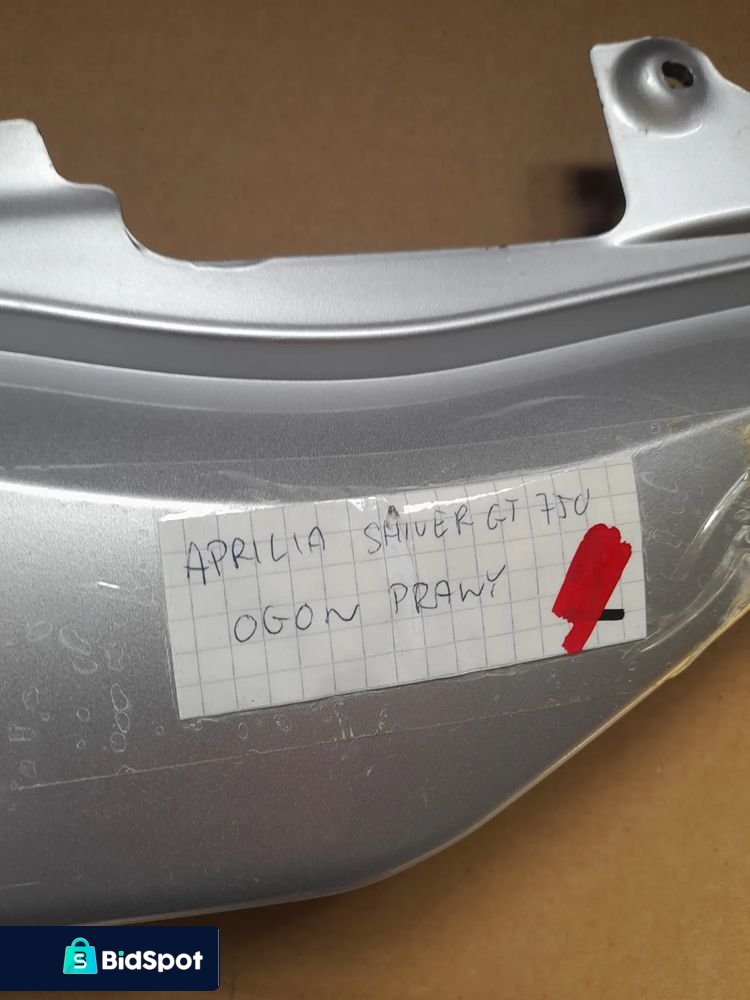 APRILIA SHIVER GT 750
OGON PRAWY
BidSpot